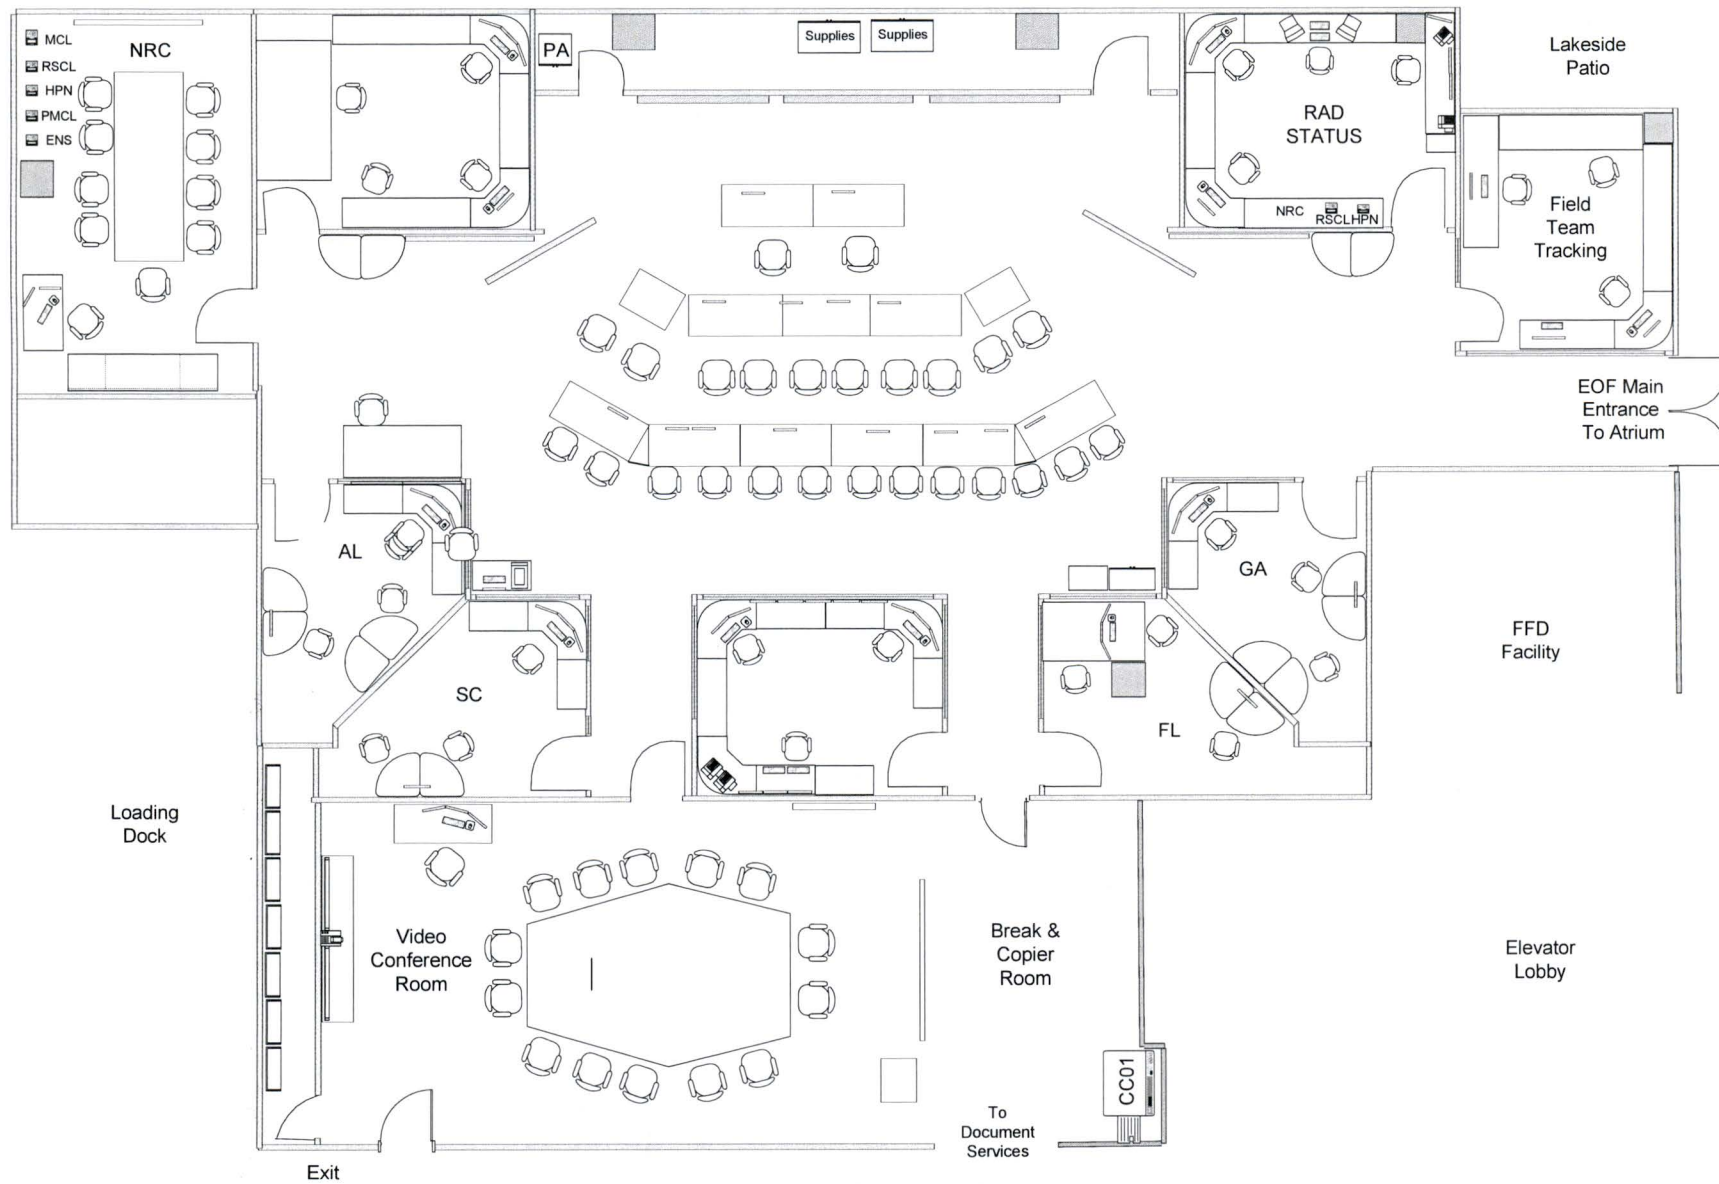 MCL
RSCL
HPN
PMCL
ENS
NRC
PA
Supplies
Supplies
RAD
STATUS
NRC
RSCL
HPN
Lakeside
Patio
Field
Team
Tracking
EOF Main
Entrance
To Atrium
AL
SC
GA
FL
FFD
Facility
Loading
Dock
Video
Conference
Room
Break &
Copier
Room
Elevator
Lobby
CC01
To
Document
Services
Exit